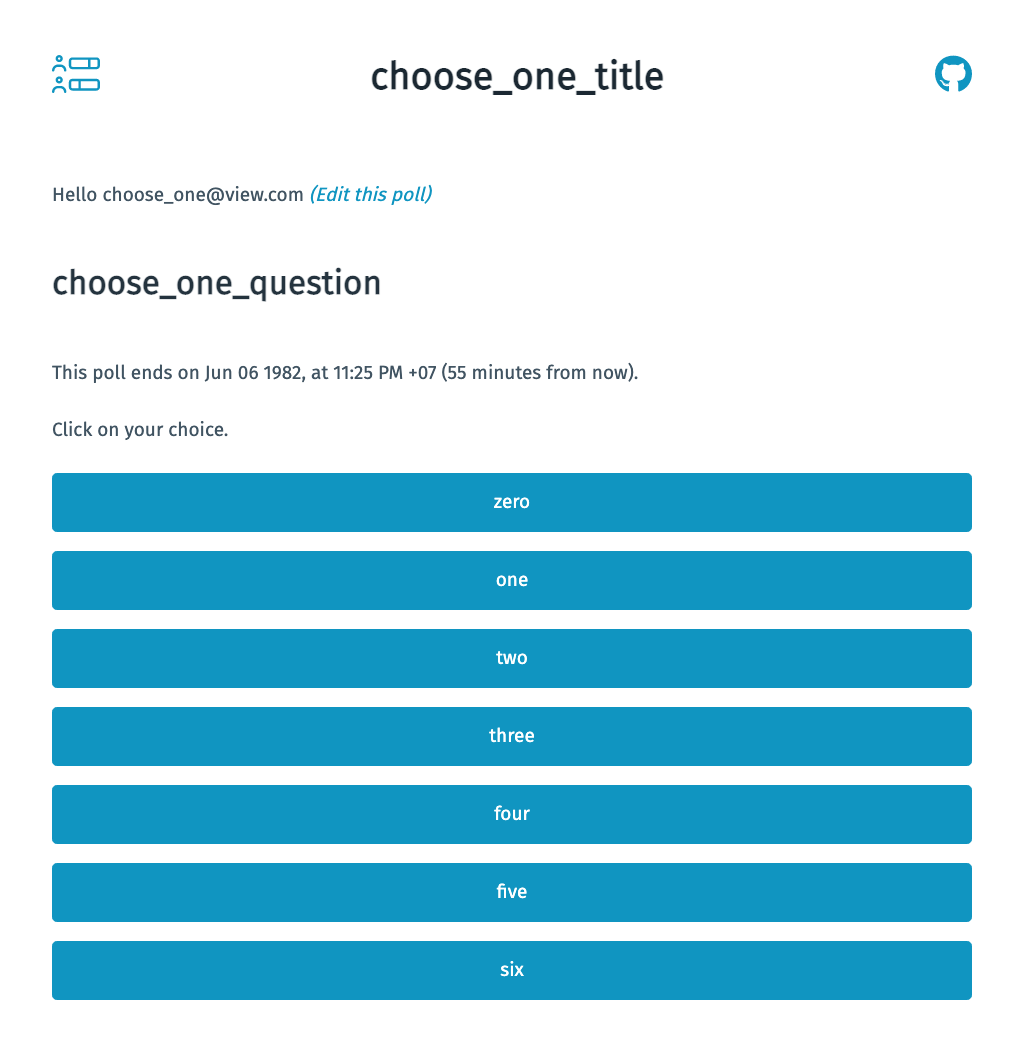 choose_one_title
Hello choose_one@view.com (Edit this poll)
choose_one_question
This poll ends on Jun 06 1982, at 11:25 PM +07 (55 minutes from now).
Click on your choice.
zero
one
two
three
four
five
six